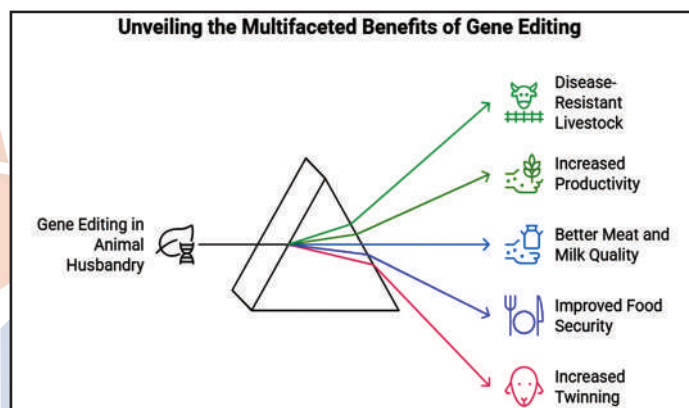 Unveiling the Multifaceted Benefits of Gene Editing
Gene Editing in
Animal
Husbandry
Disease-
Resistant
Livestock
Increased
Productivity
Better Meat and
Milk Quality
Improved Food
Security
Increased
Twinning